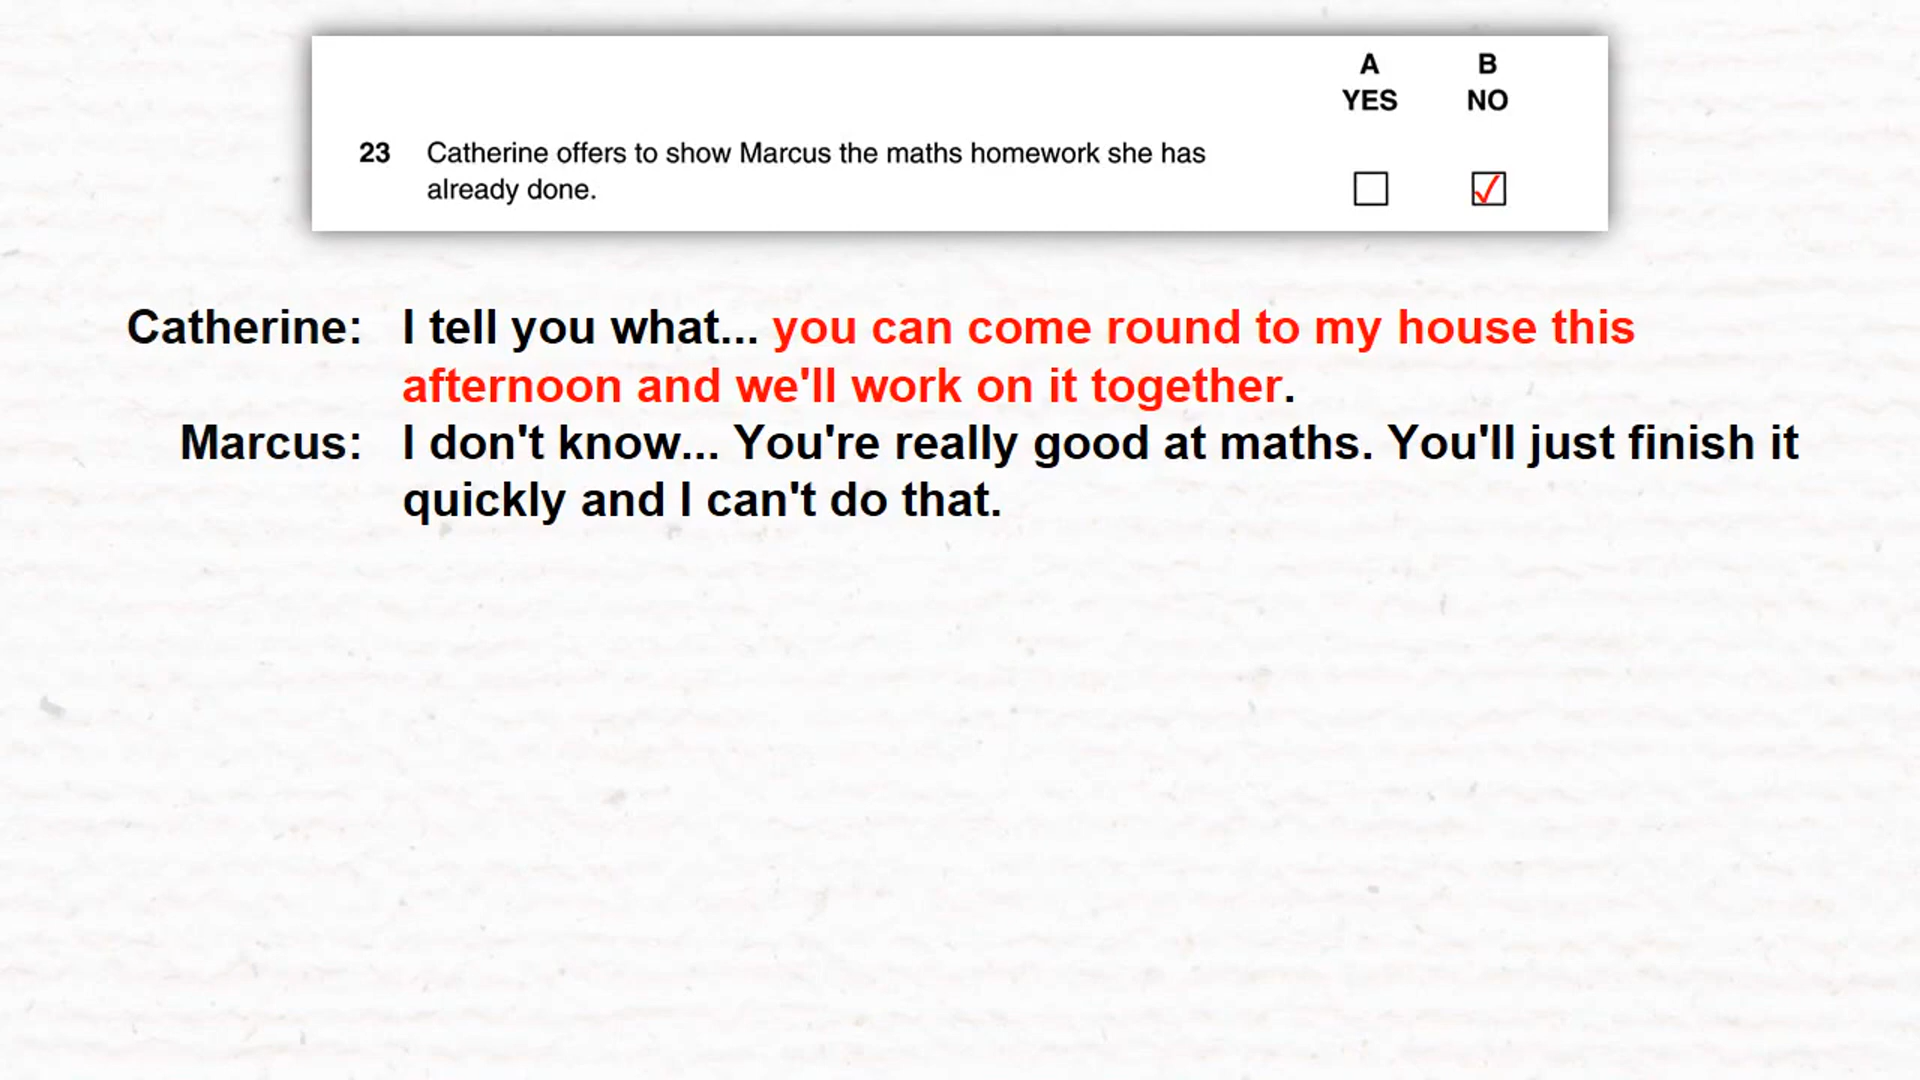 A B
YES NO
23 Catherine offers to show Marcus the maths homework she has
already done.
Catherine: I tell you what... you can come round to my house this
afternoon and we'll work on it together.
Marcus: I don't know... You're really good at maths. You'll just finish it
quickly and I can't do that.